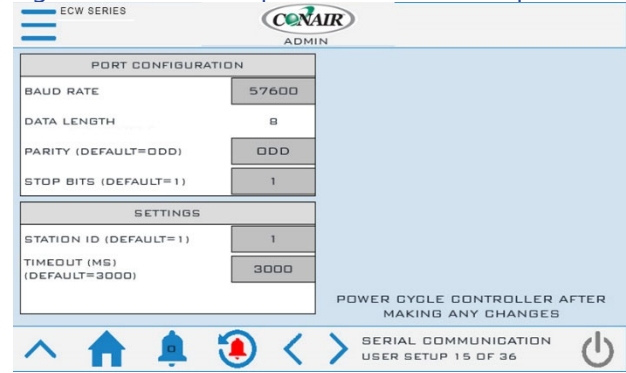 ECW SERIES
CONAIR
ADMIN
PORT CONFIGURATION
BAUD RATE 57600
DATA LENGTH 8
PARITY (DEFAULT=ODD) ODD
STOP BITS (DEFAULT=1) 1
SETTINGS
STATION ID (DEFAULT=1) 1
TIMEOUT (MS)
(DEFAULT=3000) 3000
POWER CYCLE CONTROLLER AFTER
MAKING ANY CHANGES
0
SERIAL COMMUNICATION
USER SETUP 15 OF 36